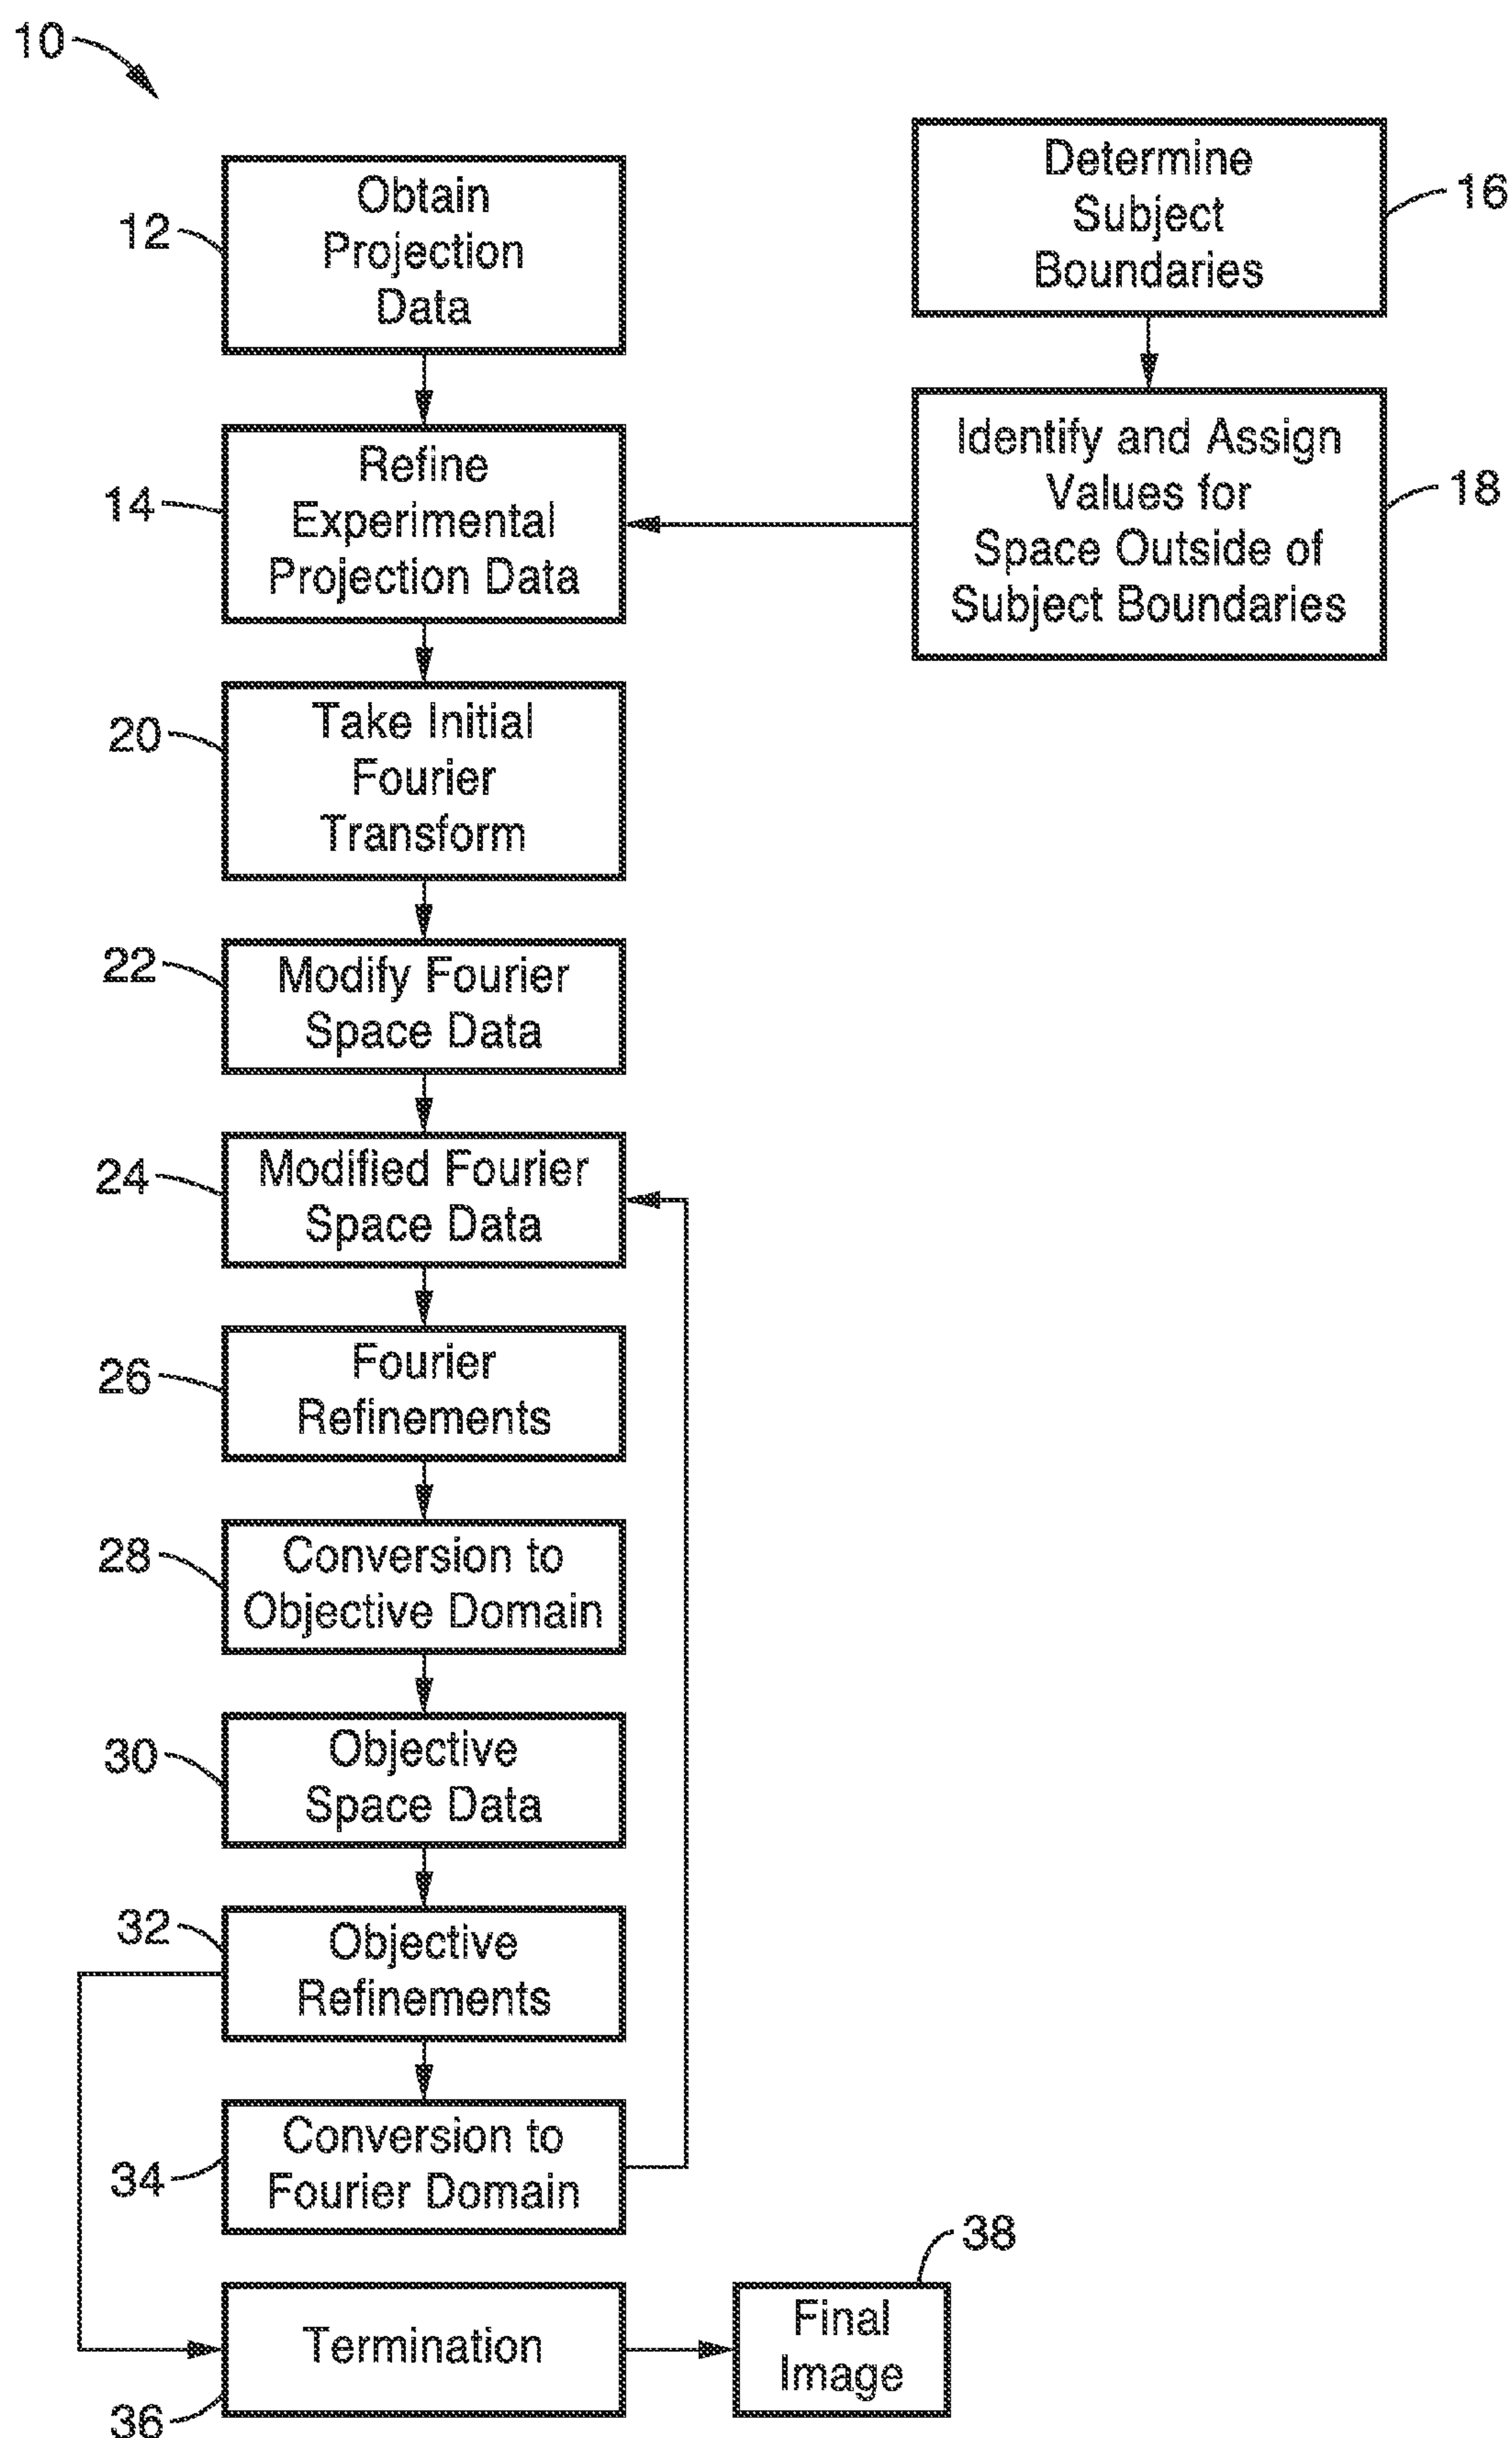 10
Obtain
Projection
Data
12
Determine
Subject
Boundaries
16
Refine
Experimental
Projection Data
14
Identify and Assign
Values for
Space Outside of
Subject Boundaries
18
Take Initial
Fourier
Transform
20
Modify Fourier
Space Data
22
Modified Fourier
Space Data
24
Fourier
Refinements
26
Conversion to
Objective Domain
28
Objective
Space Data
30
Objective
Refinements
32
Conversion to
Fourier Domain
34
Termination
36
Final
Image
38